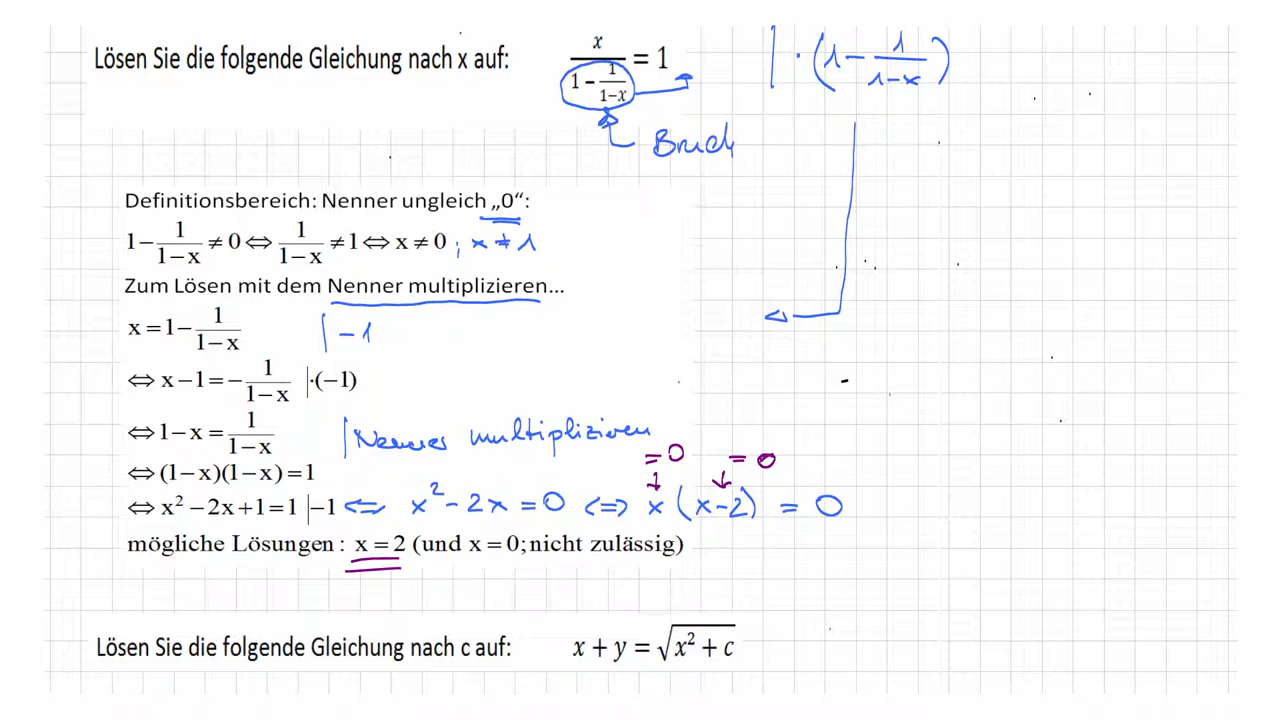 Lösen Sie die folgende Gleichung nach x auf: x/(1 − 1/(1−x)) = 1 | · (1 − 1/(1−x))
Bruch
Definitionsbereich: Nenner ungleich „0“:
1 − 1/(1−x) ≠ 0 ⇔ 1/(1−x) ≠ 1 ⇔ x ≠ 0 ; x ≠ 1
Zum Lösen mit dem Nenner multiplizieren...
x = 1 − 1/(1−x) | −1
⇔ x − 1 = − 1/(1−x) | ·(−1)
⇔ 1 − x = 1/(1−x) | Nenner multiplizieren
=0 =0
⇔ (1−x)(1−x) = 1
⇔ x² − 2x + 1 = 1 | −1 ⇔ x² − 2x = 0 ⇔ x (x−2) = 0
mögliche Lösungen : x = 2 (und x = 0; nicht zulässig)
Lösen Sie die folgende Gleichung nach c auf: x + y = √(x² + c)